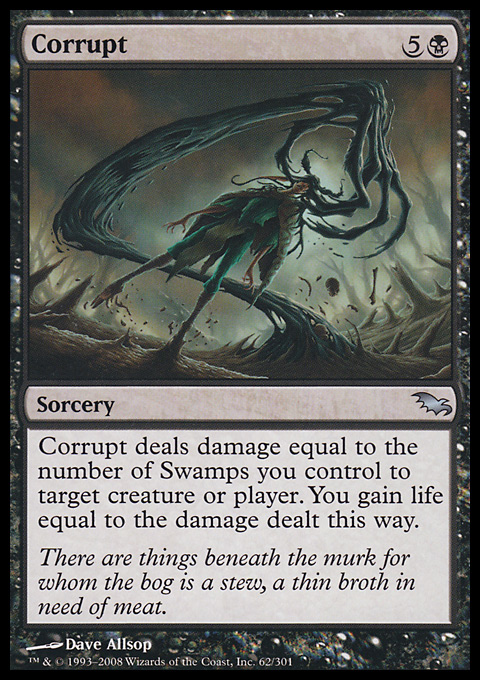 Corrupt 5
Sorcery
Corrupt deals damage equal to the
number of Swamps you control to
target creature or player. You gain life
equal to the damage dealt this way.
There are things beneath the murk for
whom the bog is a stew, a thin broth in
need of meat.
Dave Allsop
™ & © 1993–2008 Wizards of the Coast, Inc. 62/301